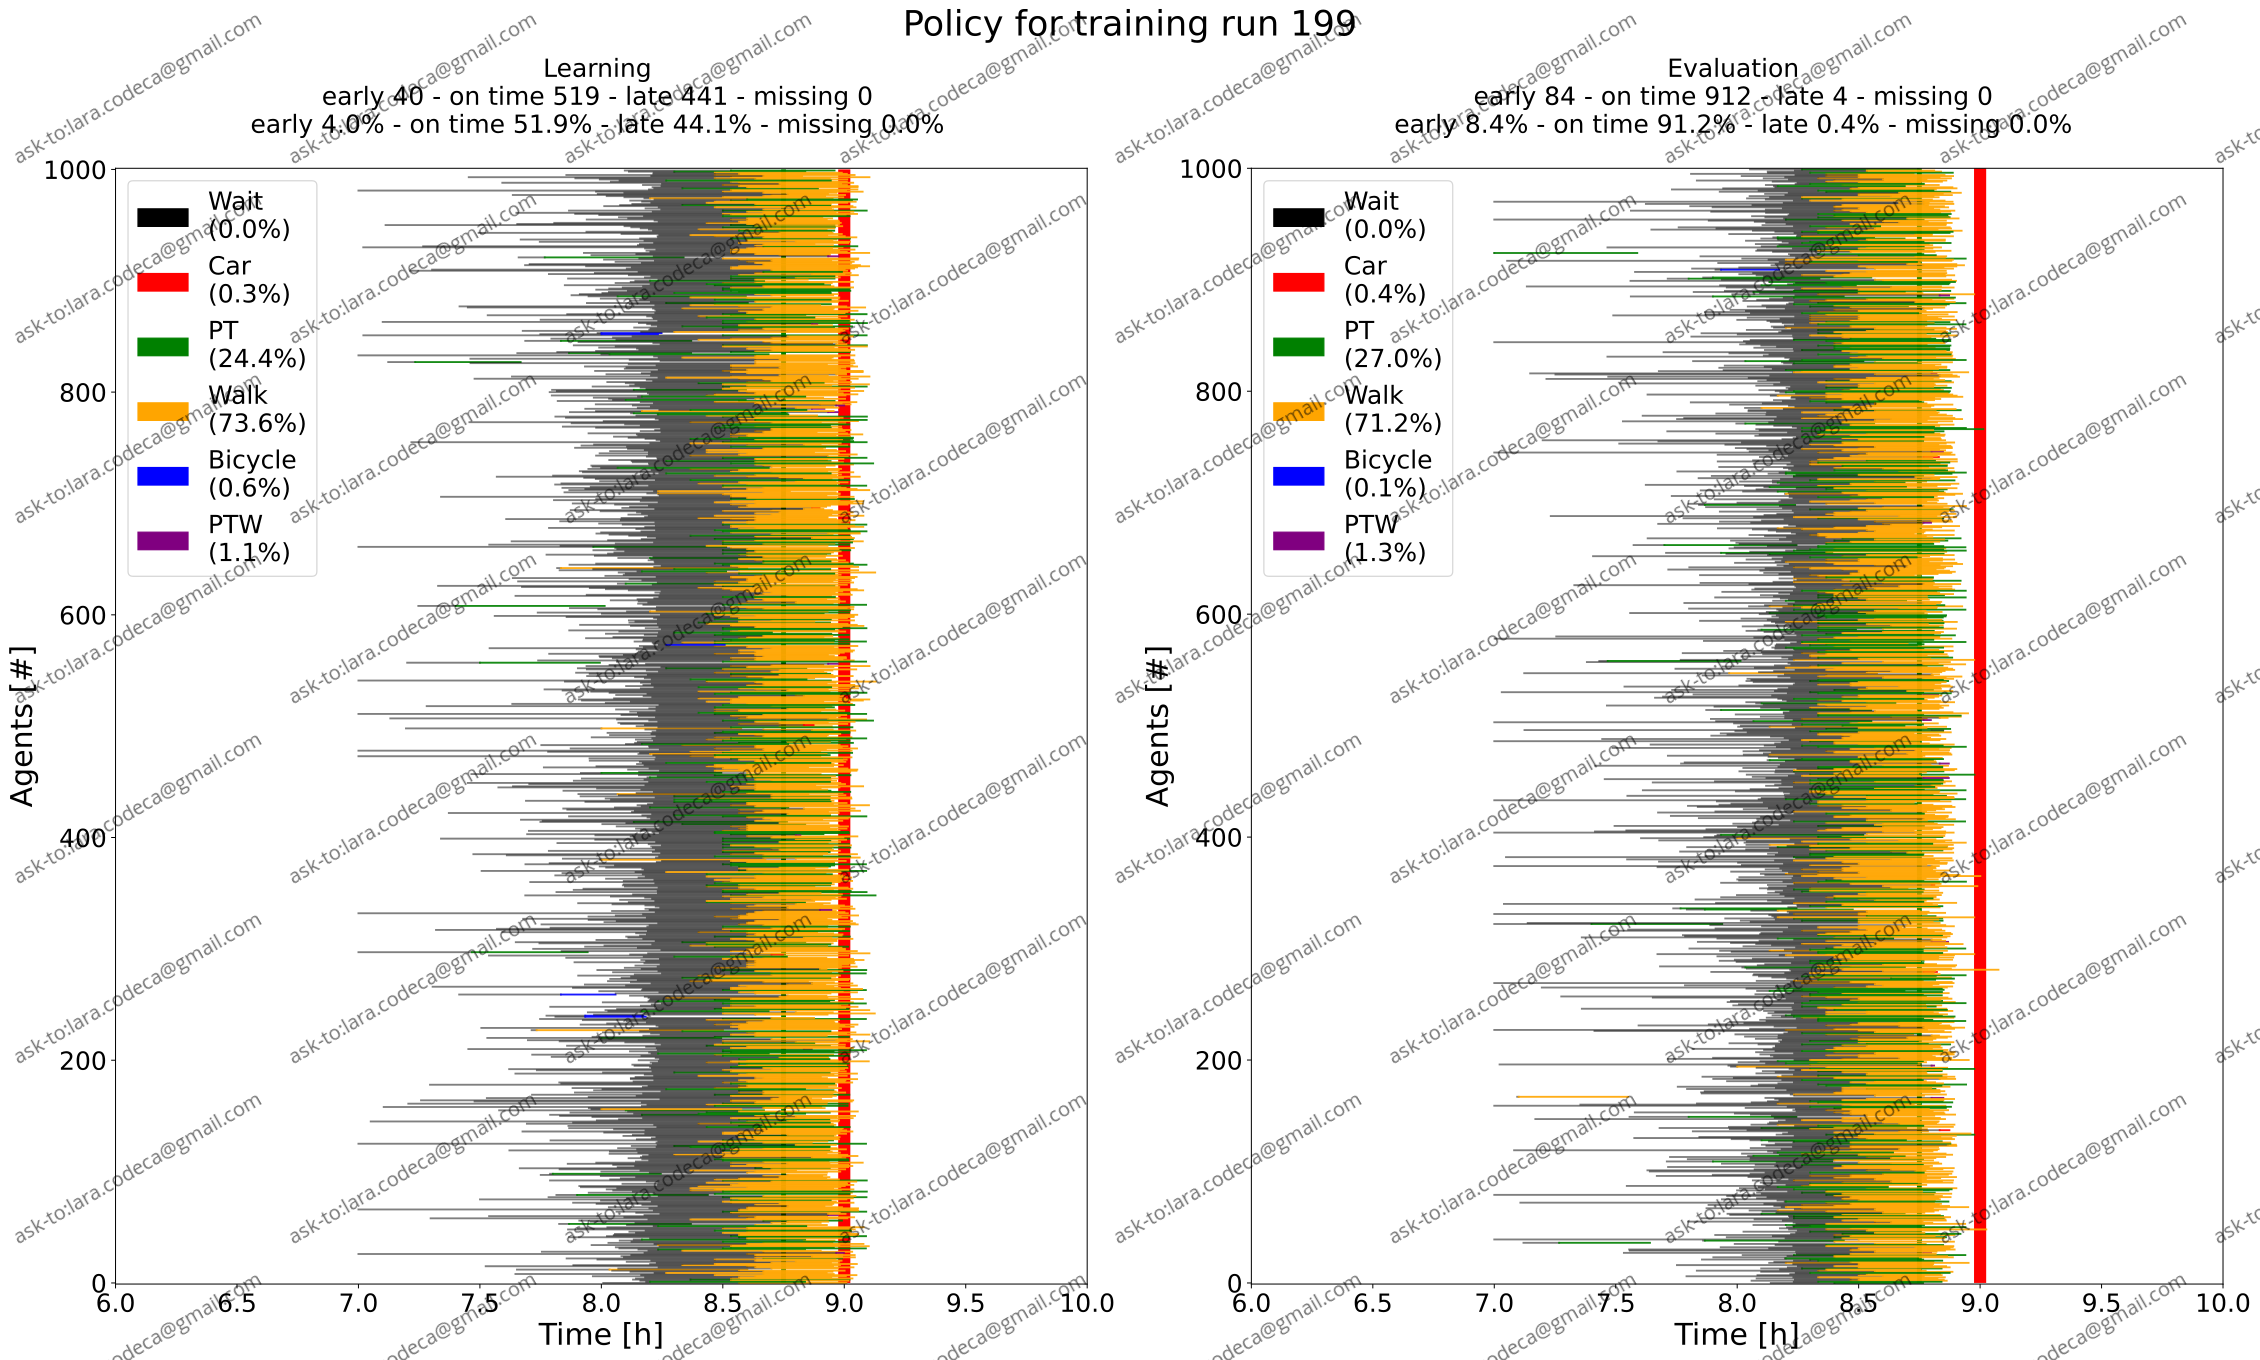 Policy for training run 199
Learning
early 40 - on time 519 - late 441 - missing 0
early 4.0% - on time 51.9% - late 44.1% - missing 0.0%
1000
800
600
400
200
0
Agents [#]
Wait
(0.0%)
Car
(0.3%)
PT
(24.4%)
Walk
(73.6%)
Bicycle
(0.6%)
PTW
(1.1%)
6.0 6.5 7.0 7.5 8.0 8.5 9.0 9.5 10.0
Time [h]
Evaluation
early 84 - on time 912 - late 4 - missing 0
early 8.4% - on time 91.2% - late 0.4% - missing 0.0%
1000
800
600
400
200
0
Agents [#]
Wait
(0.0%)
Car
(0.4%)
PT
(27.0%)
Walk
(71.2%)
Bicycle
(0.1%)
PTW
(1.3%)
6.0 6.5 7.0 7.5 8.0 8.5 9.0 9.5 10.0
Time [h]
ask-to:lara.codeca@gmail.com